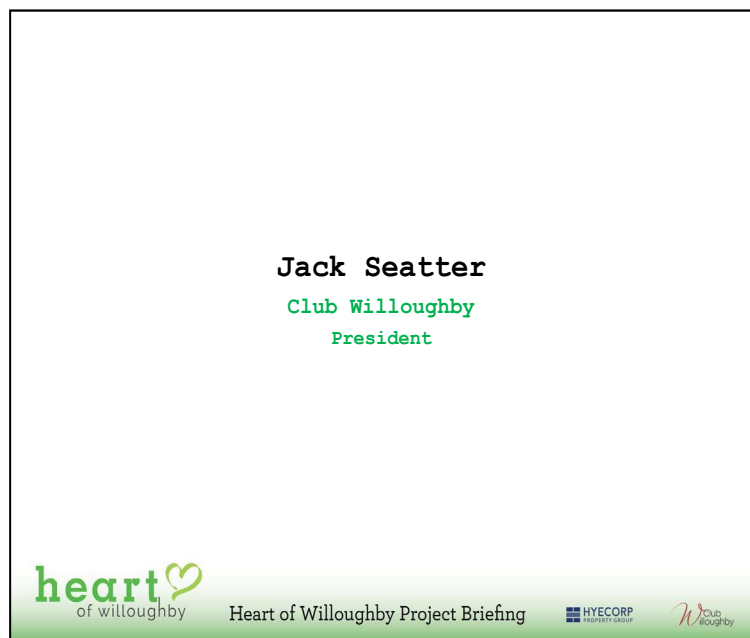 Jack Seatter
Club Willoughby
President
heart
of willoughby
Heart of Willoughby Project Briefing
HYECORP
PROPERTY GROUP
Club
Willoughby